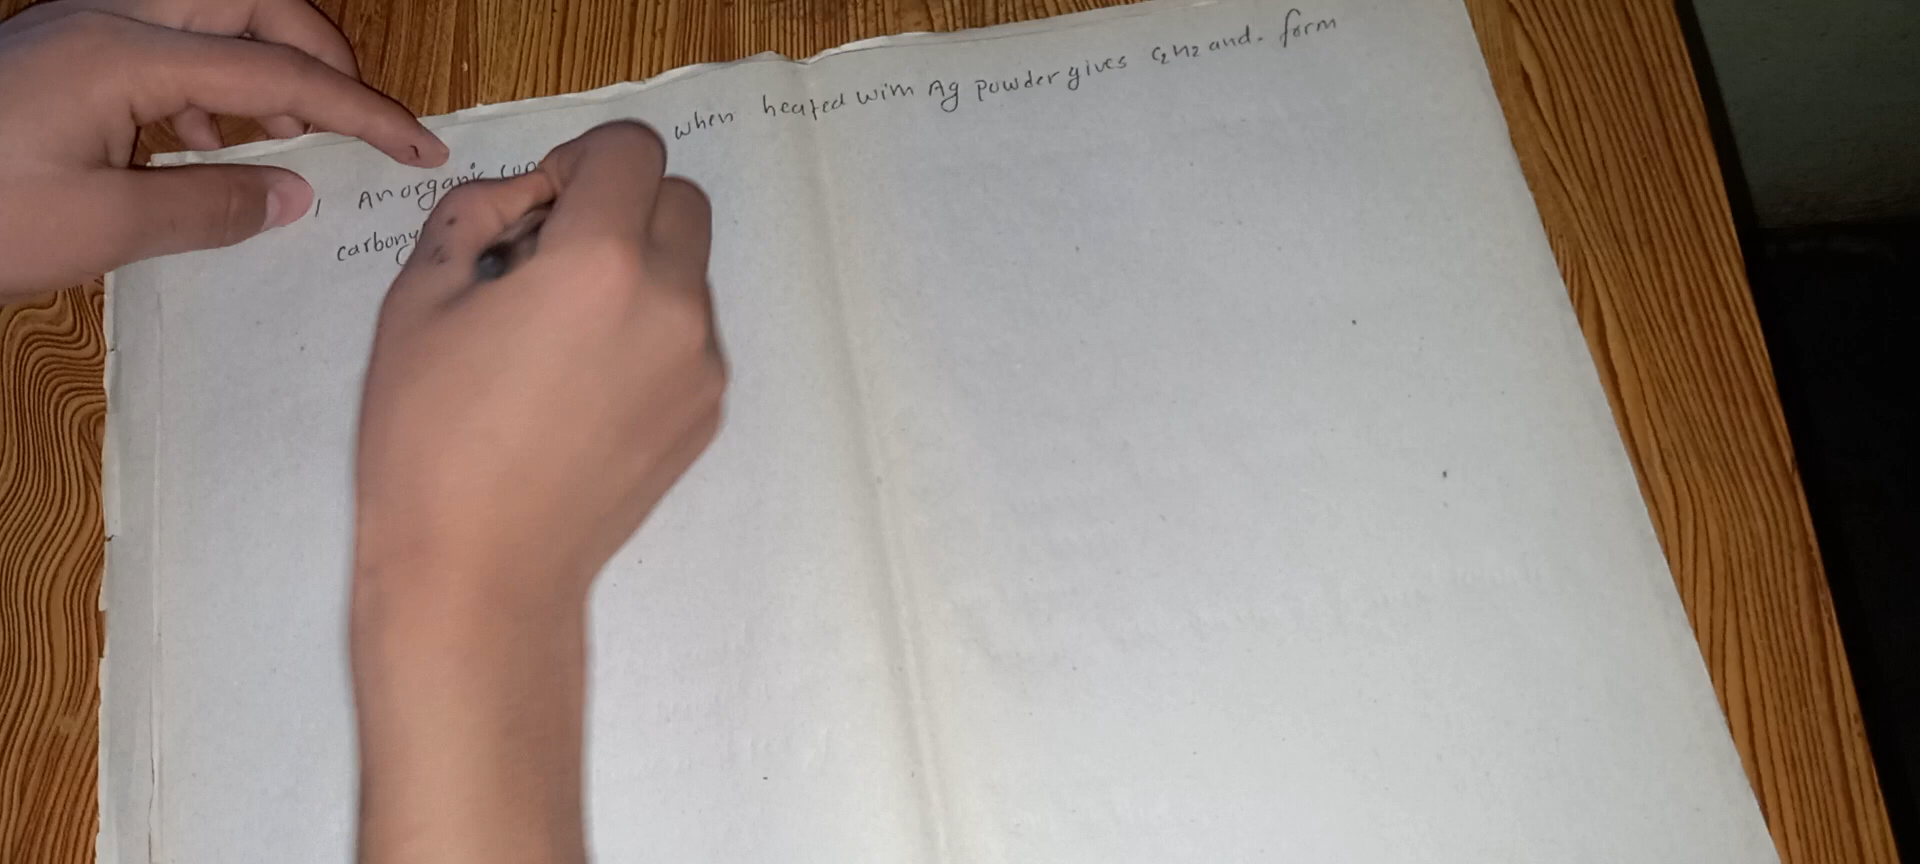 1 An organic when heated with Ag powder gives C2H2 and. form
carbony